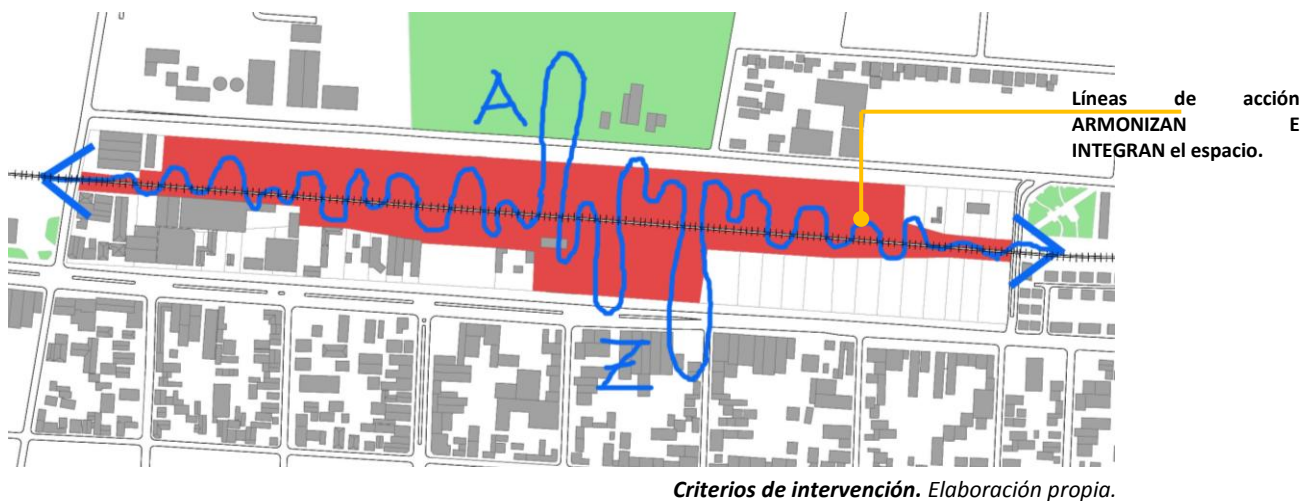 A
Líneas de acción
ARMONIZAN E
INTEGRAN el espacio.
Z
Criterios de intervención. Elaboración propia.